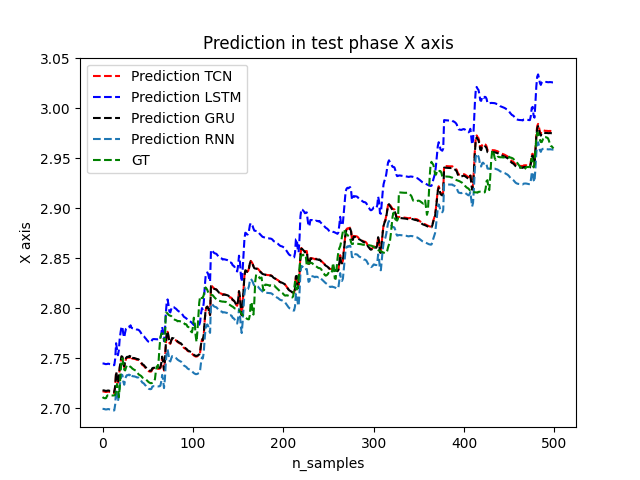 Prediction in test phase X axis
3.05
3.00
2.95
2.90
2.85
2.80
2.75
2.70
X axis
Prediction TCN
Prediction LSTM
Prediction GRU
Prediction RNN
GT
0 100 200 300 400 500
n_samples